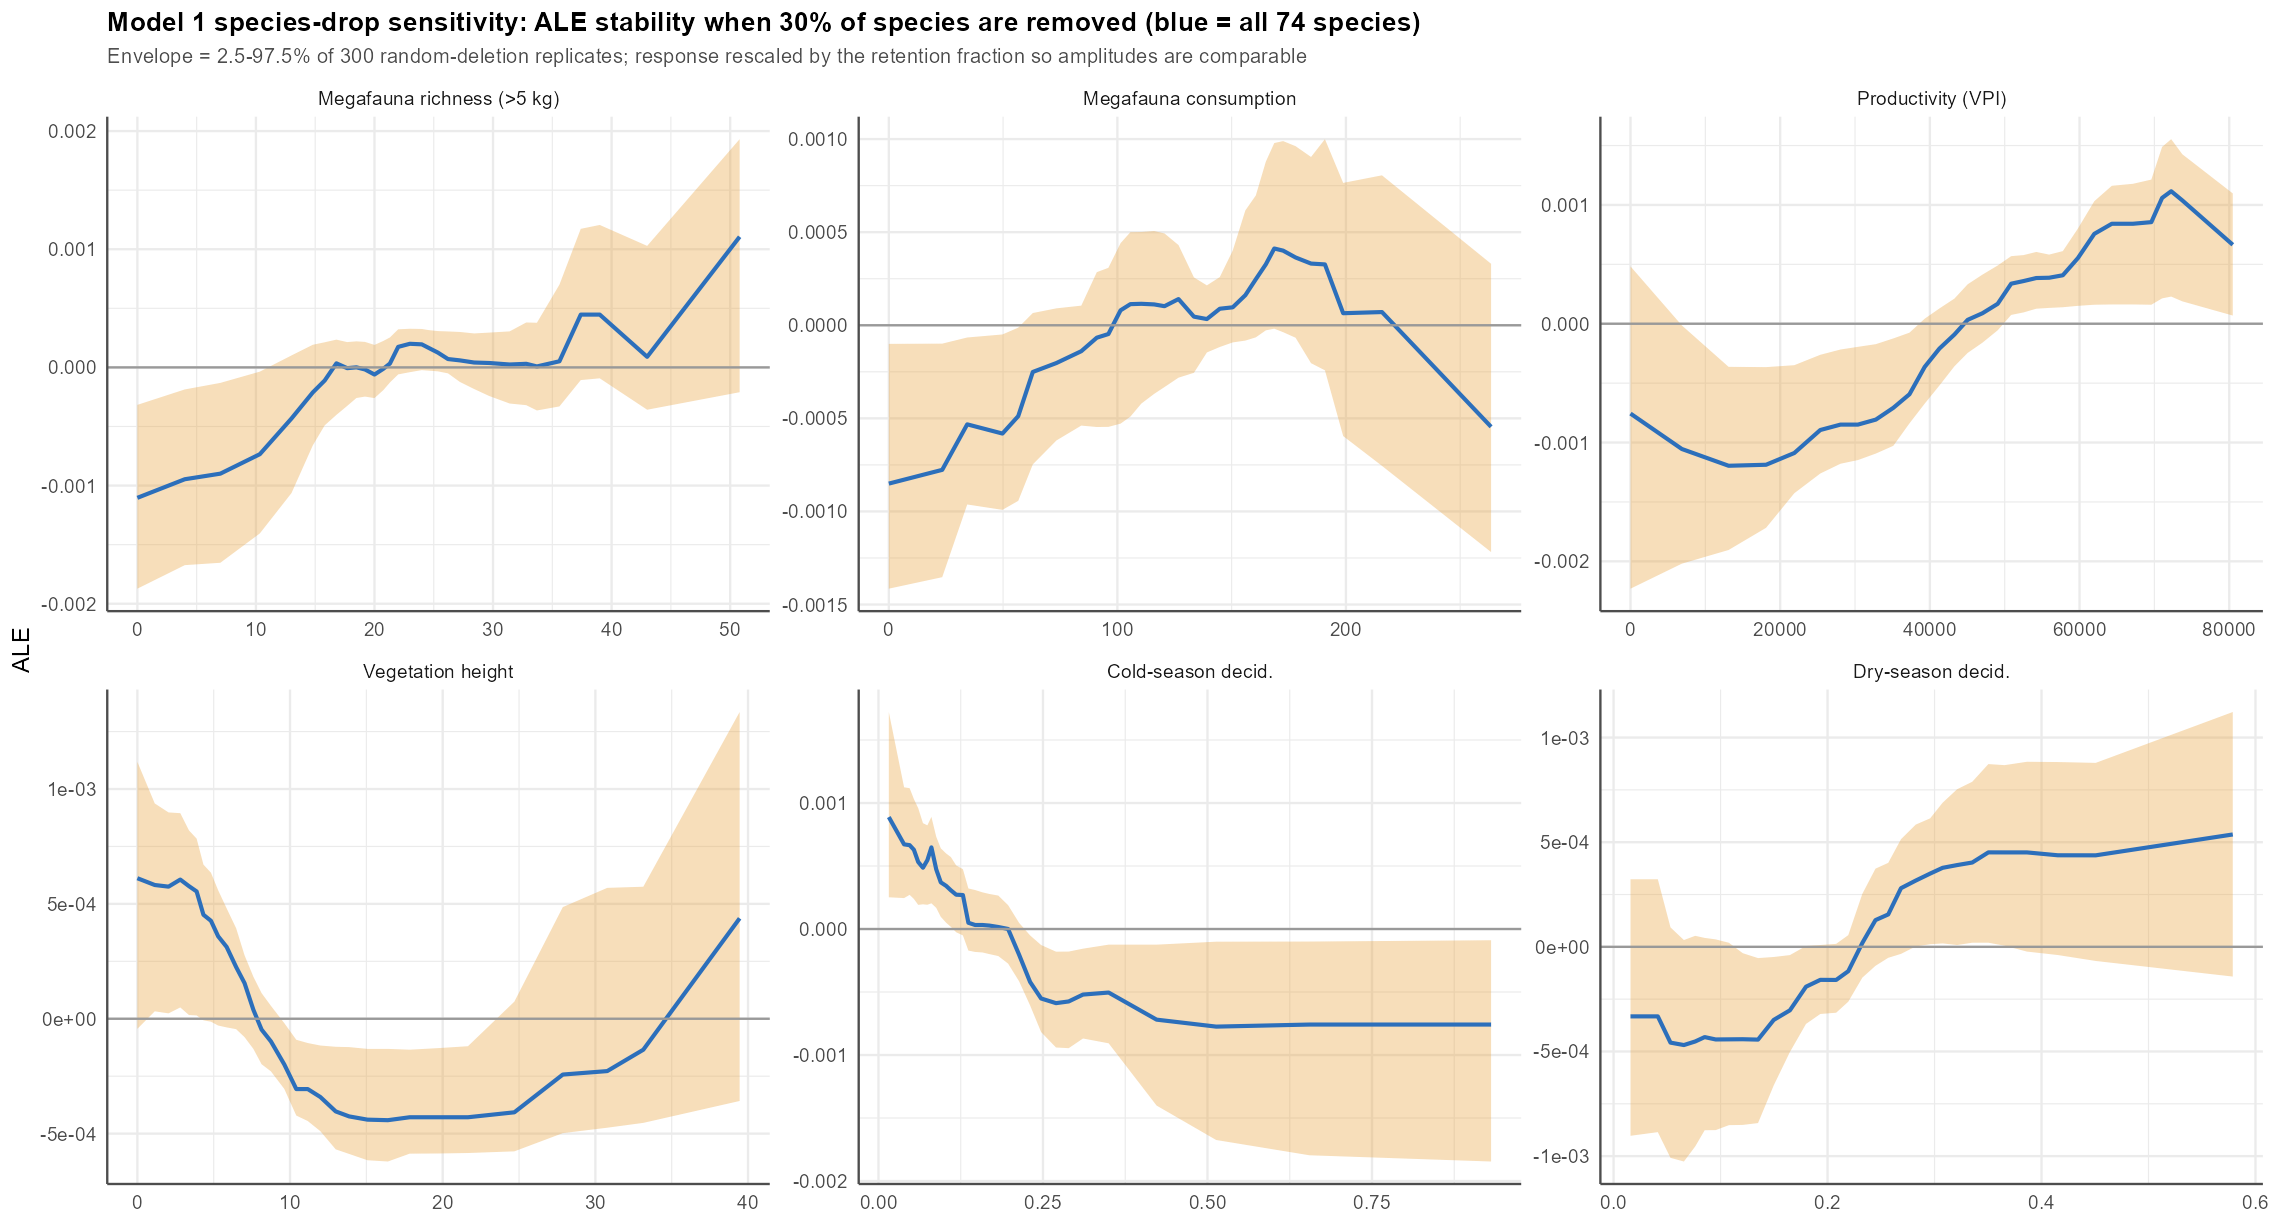 Model 1 species-drop sensitivity: ALE stability when 30% of species are removed (blue = all 74 species)
Envelope = 2.5-97.5% of 300 random-deletion replicates; response rescaled by the retention fraction so amplitudes are comparable
Megafauna richness (>5 kg)
0.002
0.001
0.000
-0.001
-0.002
0 10 20 30 40 50
Megafauna consumption
0.0010
0.0005
0.0000
-0.0005
-0.0010
-0.0015
0 100 200
Productivity (VPI)
0.001
0.000
-0.001
-0.002
0 20000 40000 60000 80000
ALE
Vegetation height
1e-03
5e-04
0e+00
-5e-04
0 10 20 30 40
Cold-season decid.
0.001
0.000
-0.001
-0.002
0.00 0.25 0.50 0.75
Dry-season decid.
1e-03
5e-04
0e+00
-5e-04
-1e-03
0.0 0.2 0.4 0.6